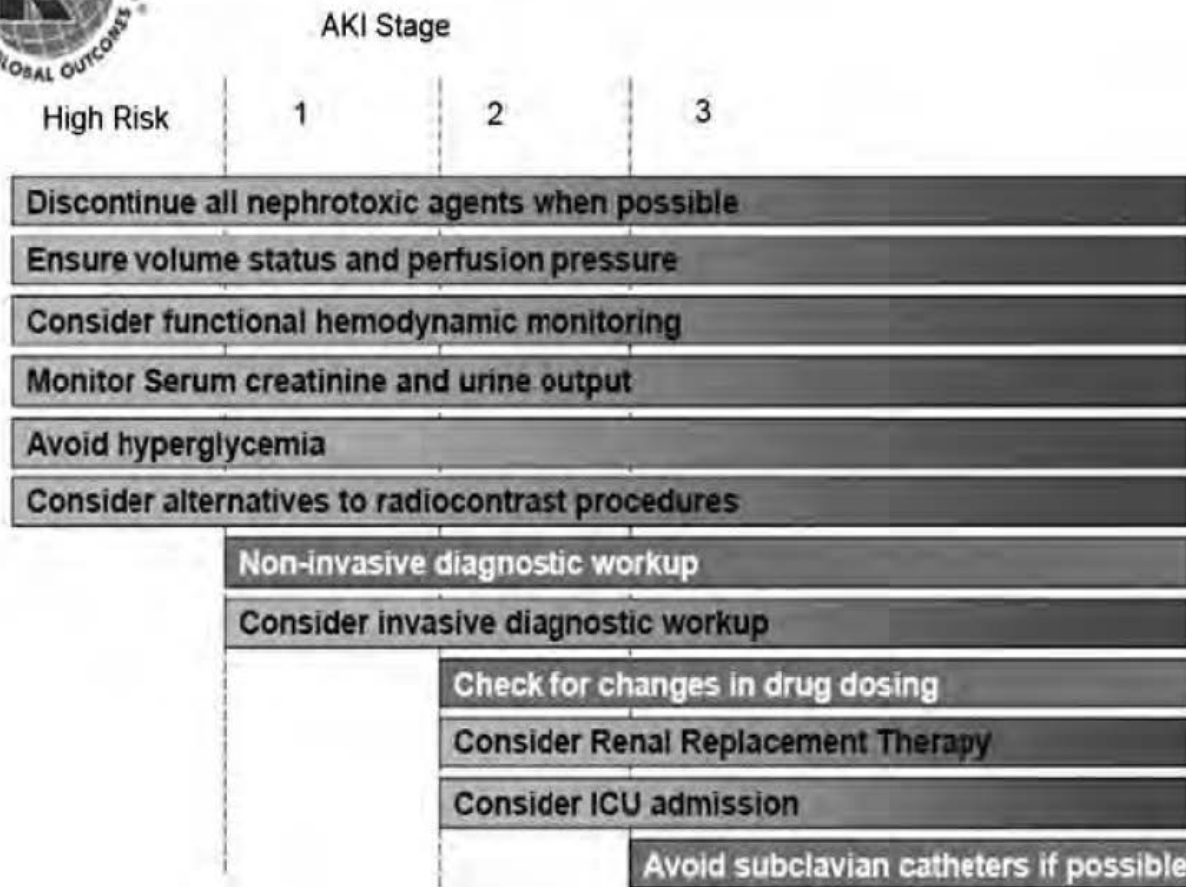 LOBAL OUTCOMES
AKI Stage
High Risk 1 2 3
Discontinue all nephrotoxic agents when possible
Ensure volume status and perfusion pressure
Consider functional hemodynamic monitoring
Monitor Serum creatinine and urine output
Avoid hyperglycemia
Consider alternatives to radiocontrast procedures
Non-invasive diagnostic workup
Consider invasive diagnostic workup
Check for changes in drug dosing
Consider Renal Replacement Therapy
Consider ICU admission
Avoid subclavian catheters if possible